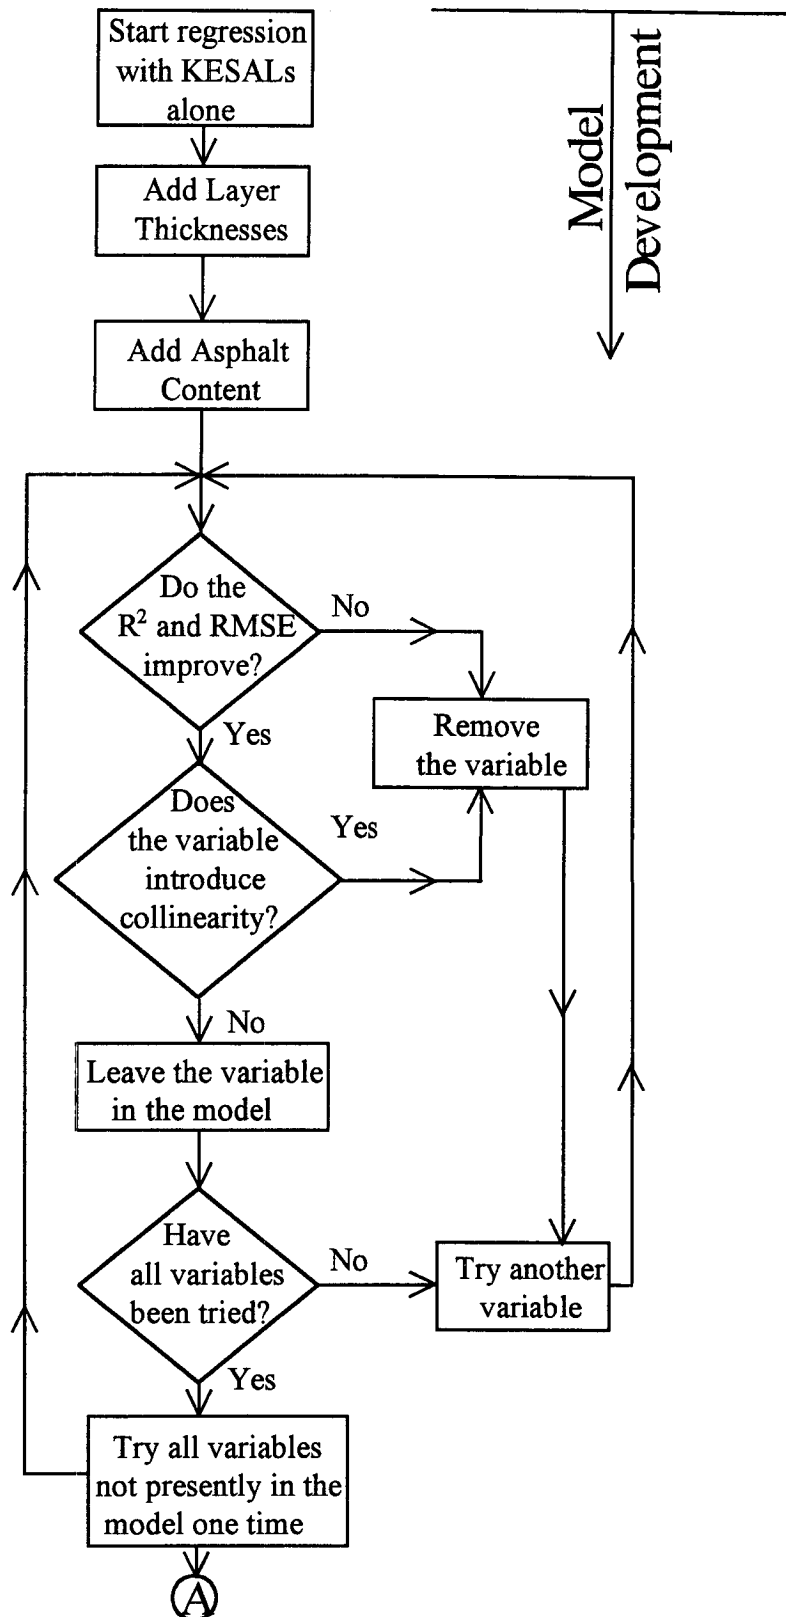 Start regression
with KESALs
alone
Model
Development
Add Layer
Thicknesses
Add Asphalt
Content
Do the
R² and RMSE
improve?
No
Yes
Remove
the variable
Does
the variable
introduce
collinearity?
Yes
No
Leave the variable
in the model
Have
all variables
been tried?
No
Try another
variable
Yes
Try all variables
not presently in the
model one time
A